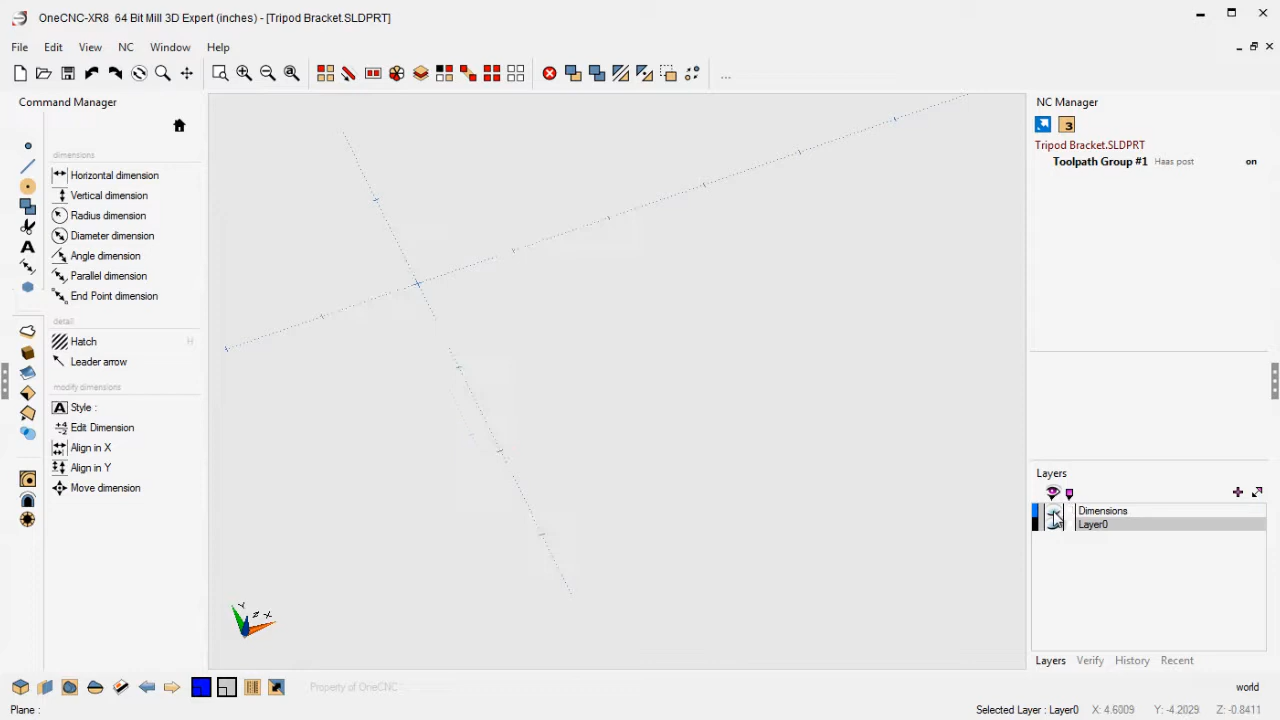 OneCNC-XR8 64 Bit Mill 3D Expert (inches) - [Tripod Bracket.SLDPRT]
File Edit View NC Window Help
...
Command Manager
dimensions
Horizontal dimension
Vertical dimension
Radius dimension
Diameter dimension
Angle dimension
Parallel dimension
End Point dimension
detail
Hatch H
Leader arrow
modify dimensions
Style :
Edit Dimension
Align in X
Align in Y
Move dimension
Y Z X
NC Manager
3
Tripod Bracket.SLDPRT
Toolpath Group #1 Haas post on
Layers
Dimensions
Layer0
Layers Verify History Recent
Property of OneCNC
world
Plane :
Selected Layer : Layer0 X: 4.6009 Y: -4.2029 Z: -0.8411